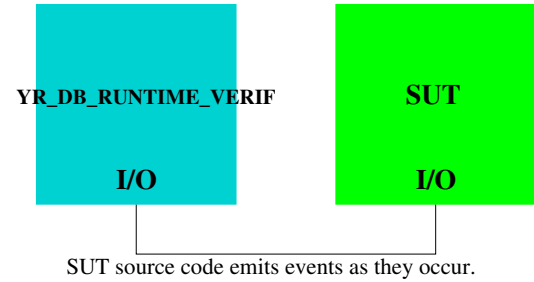 YR_DB_RUNTIME_VERIF
SUT
I/O
I/O
SUT source code emits events as they occur.